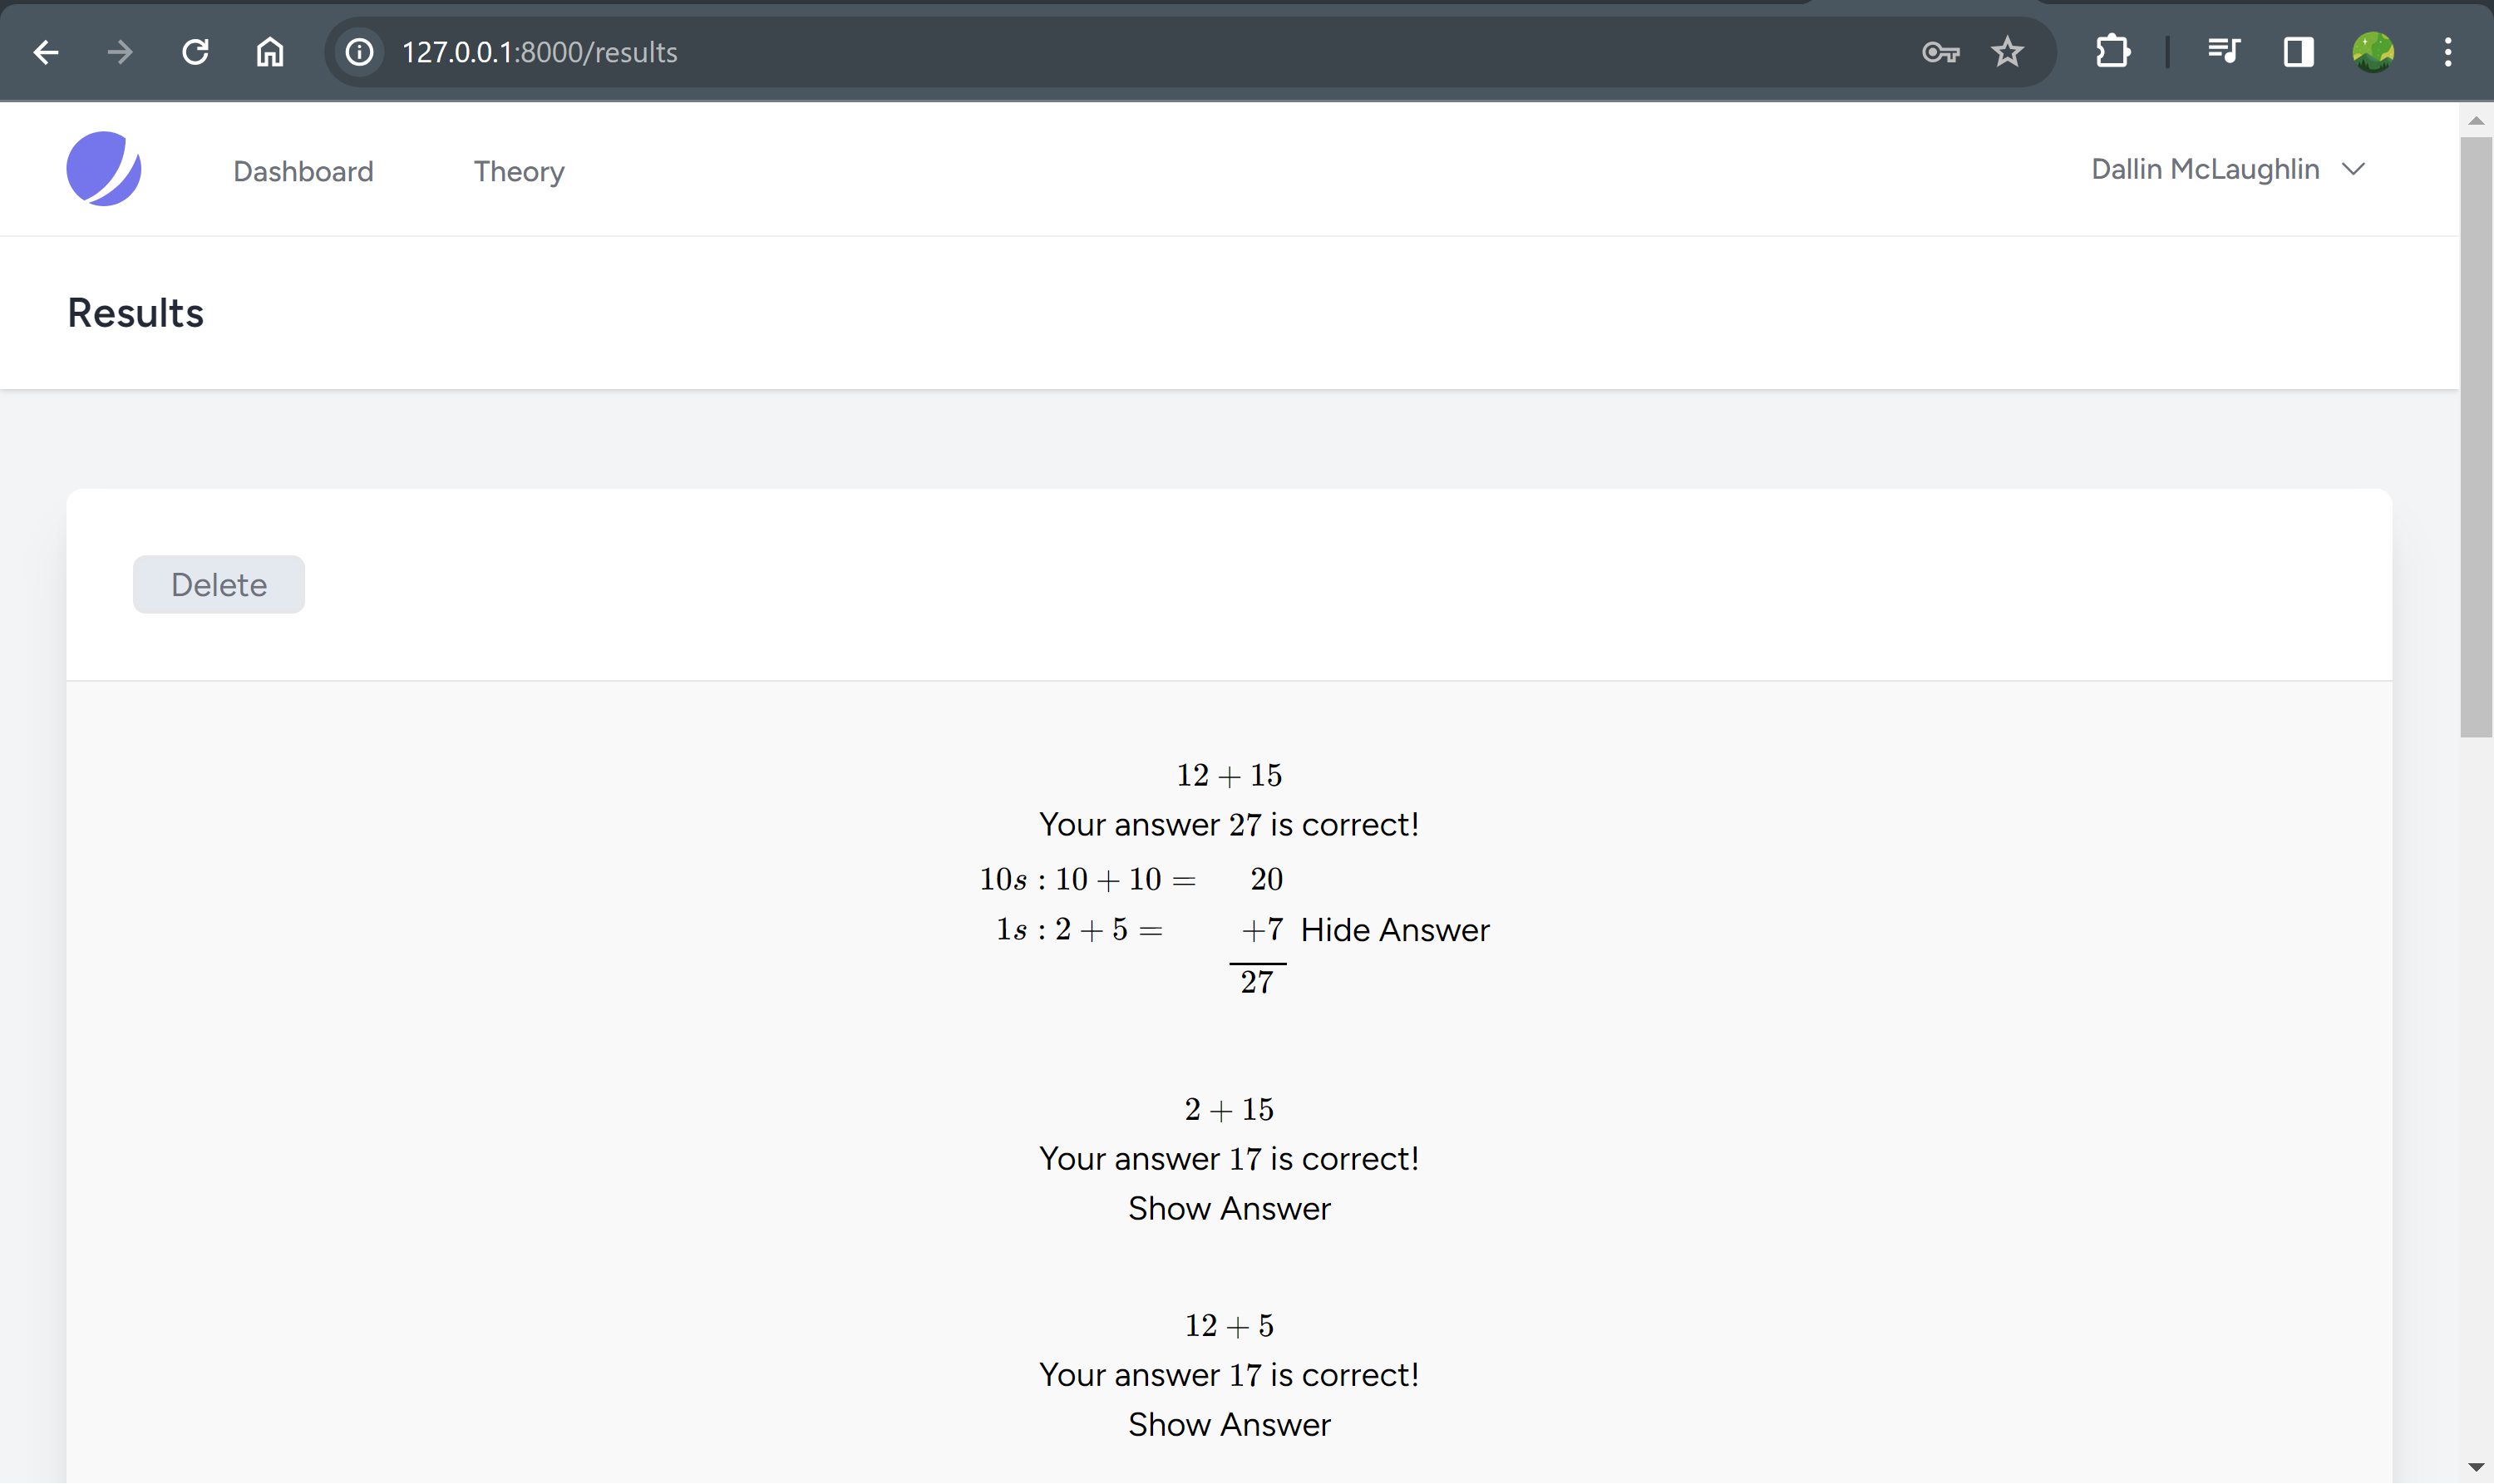 127.0.0.1:8000/results
Dashboard Theory Dallin McLaughlin
Results
Delete
12 + 15
Your answer 27 is correct!
10s : 10 + 10 = 20
1s : 2 + 5 = +7 Hide Answer
27
2 + 15
Your answer 17 is correct!
Show Answer
12 + 5
Your answer 17 is correct!
Show Answer